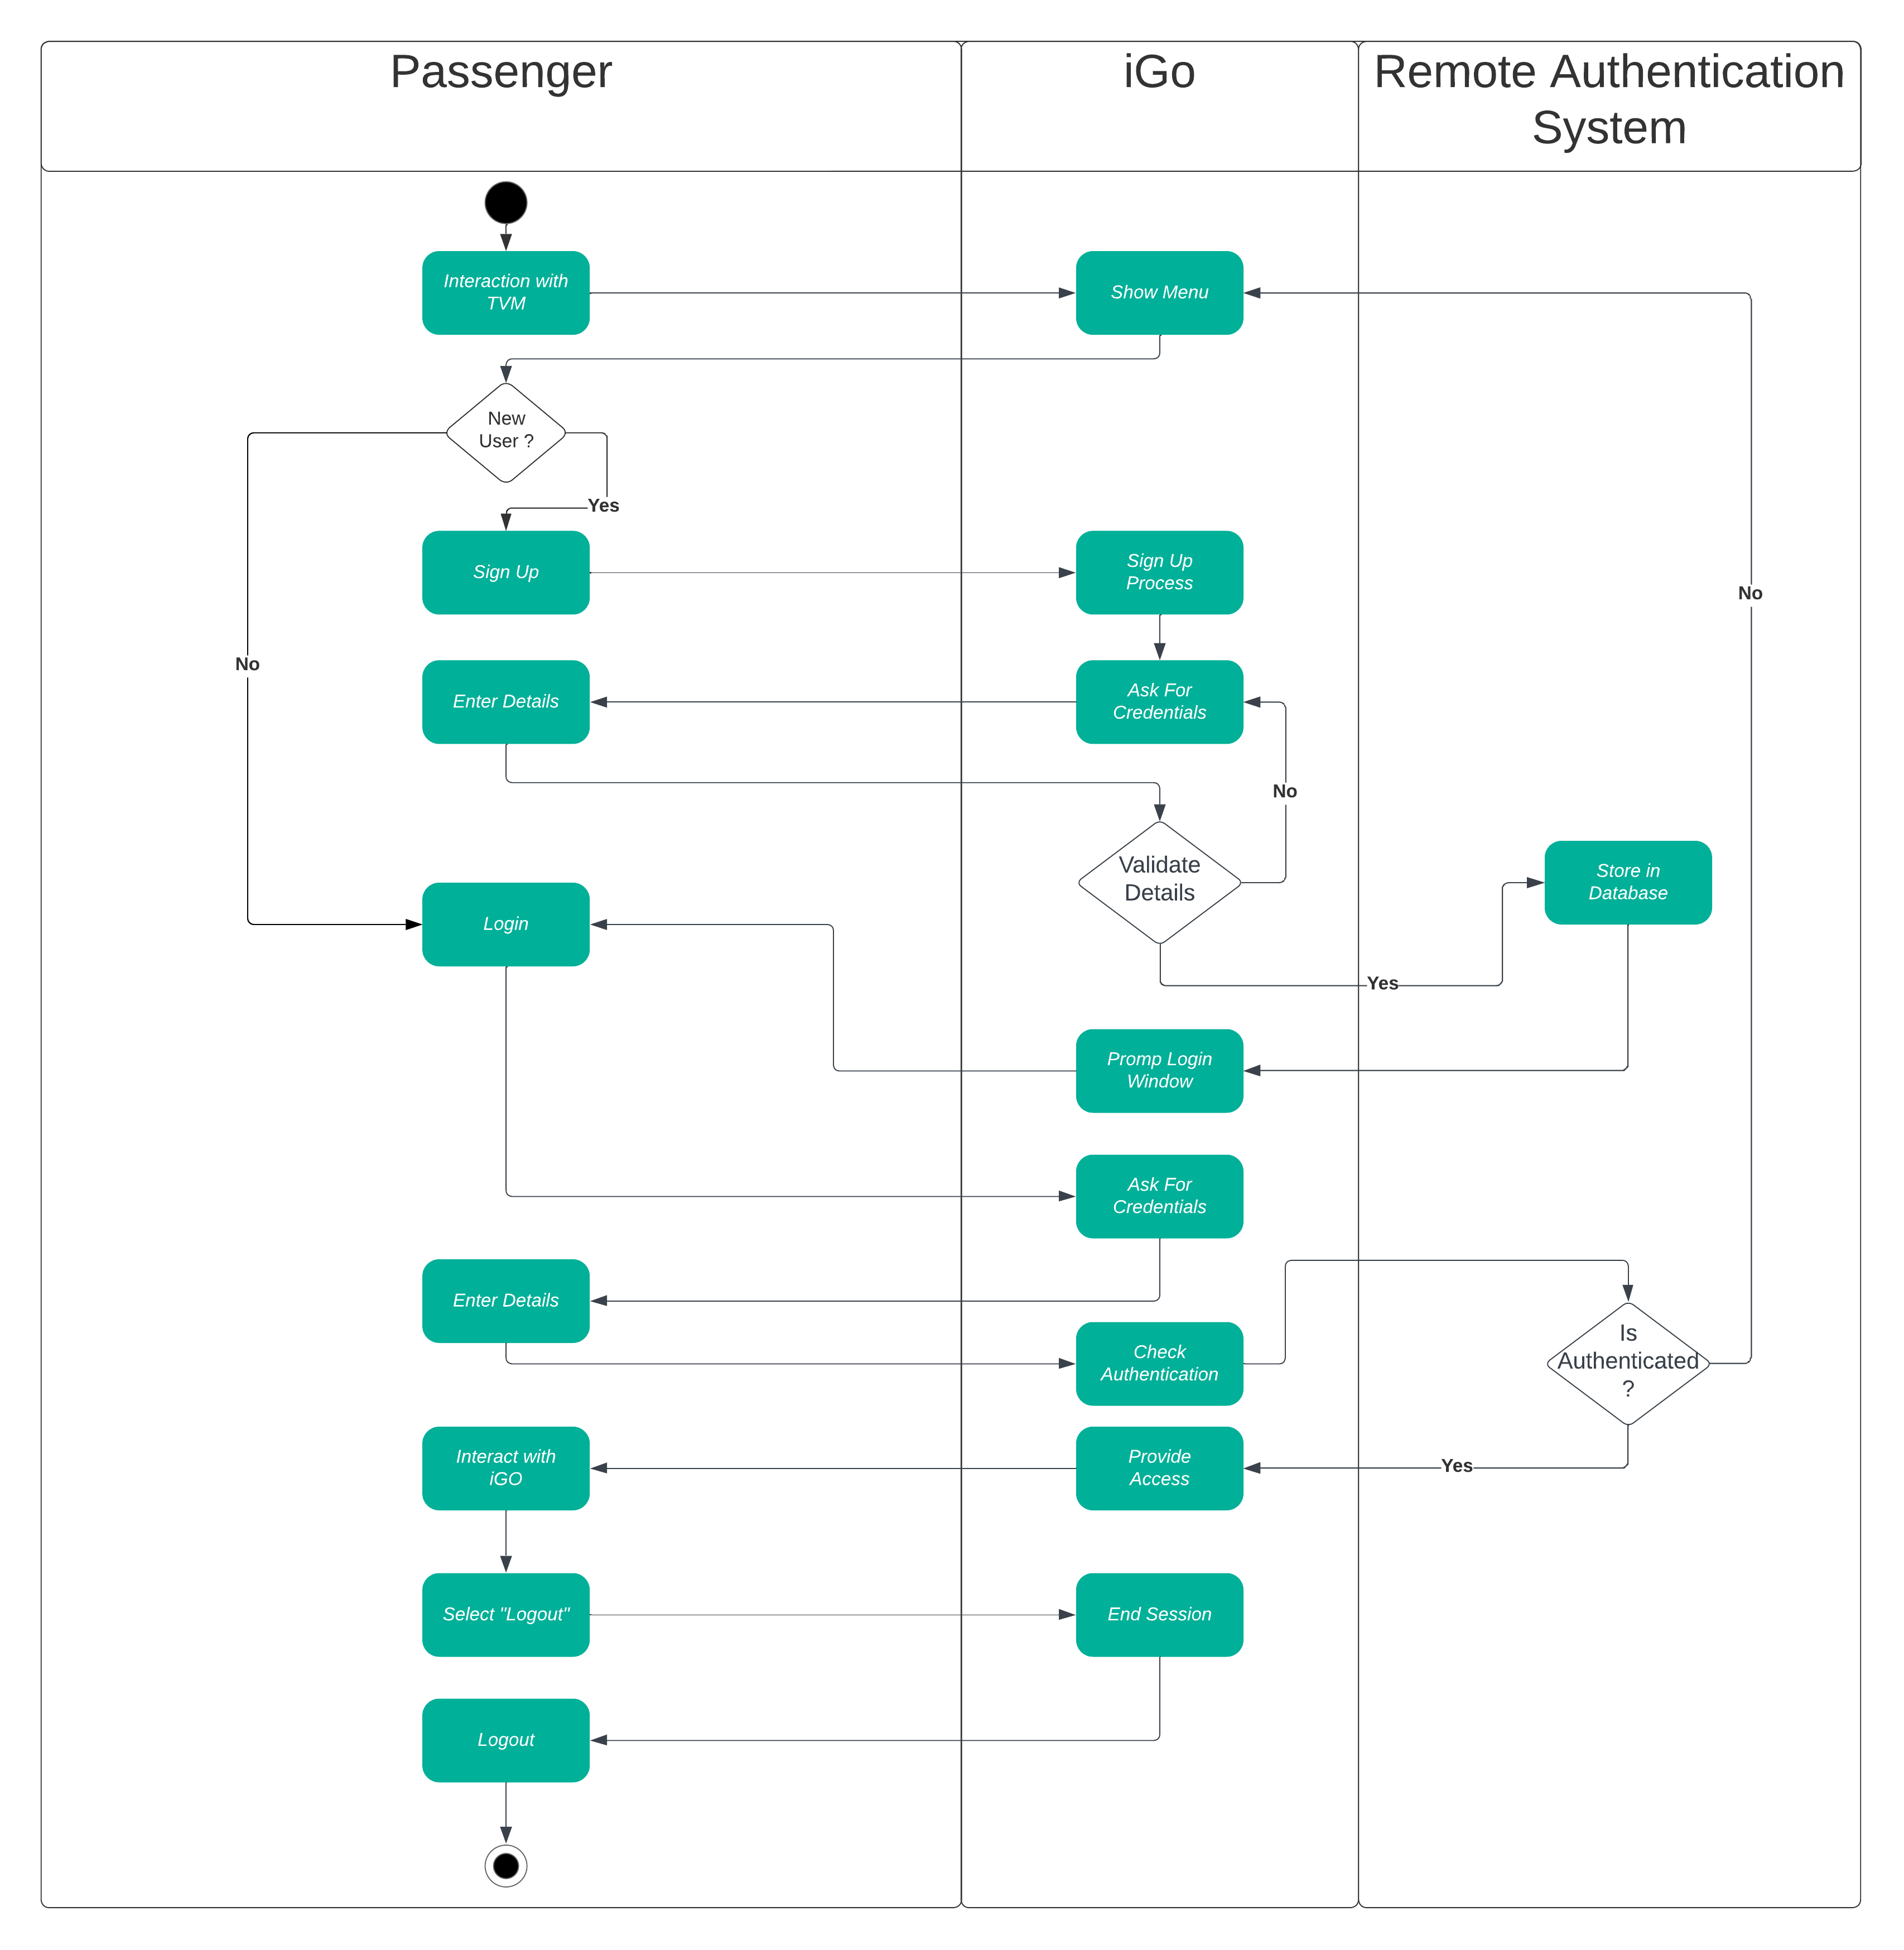 Passenger
iGo
Remote Authentication
System
Interaction with
TVM
Show Menu
New
User ?
Yes
No
Sign Up
Sign Up
Process
No
Enter Details
Ask For
Credentials
No
Validate
Details
Store in
Database
Login
Yes
Promp Login
Window
Ask For
Credentials
Enter Details
Check
Authentication
Is
Authenticated
?
Interact with
iGO
Provide
Access
Yes
Select "Logout"
End Session
Logout